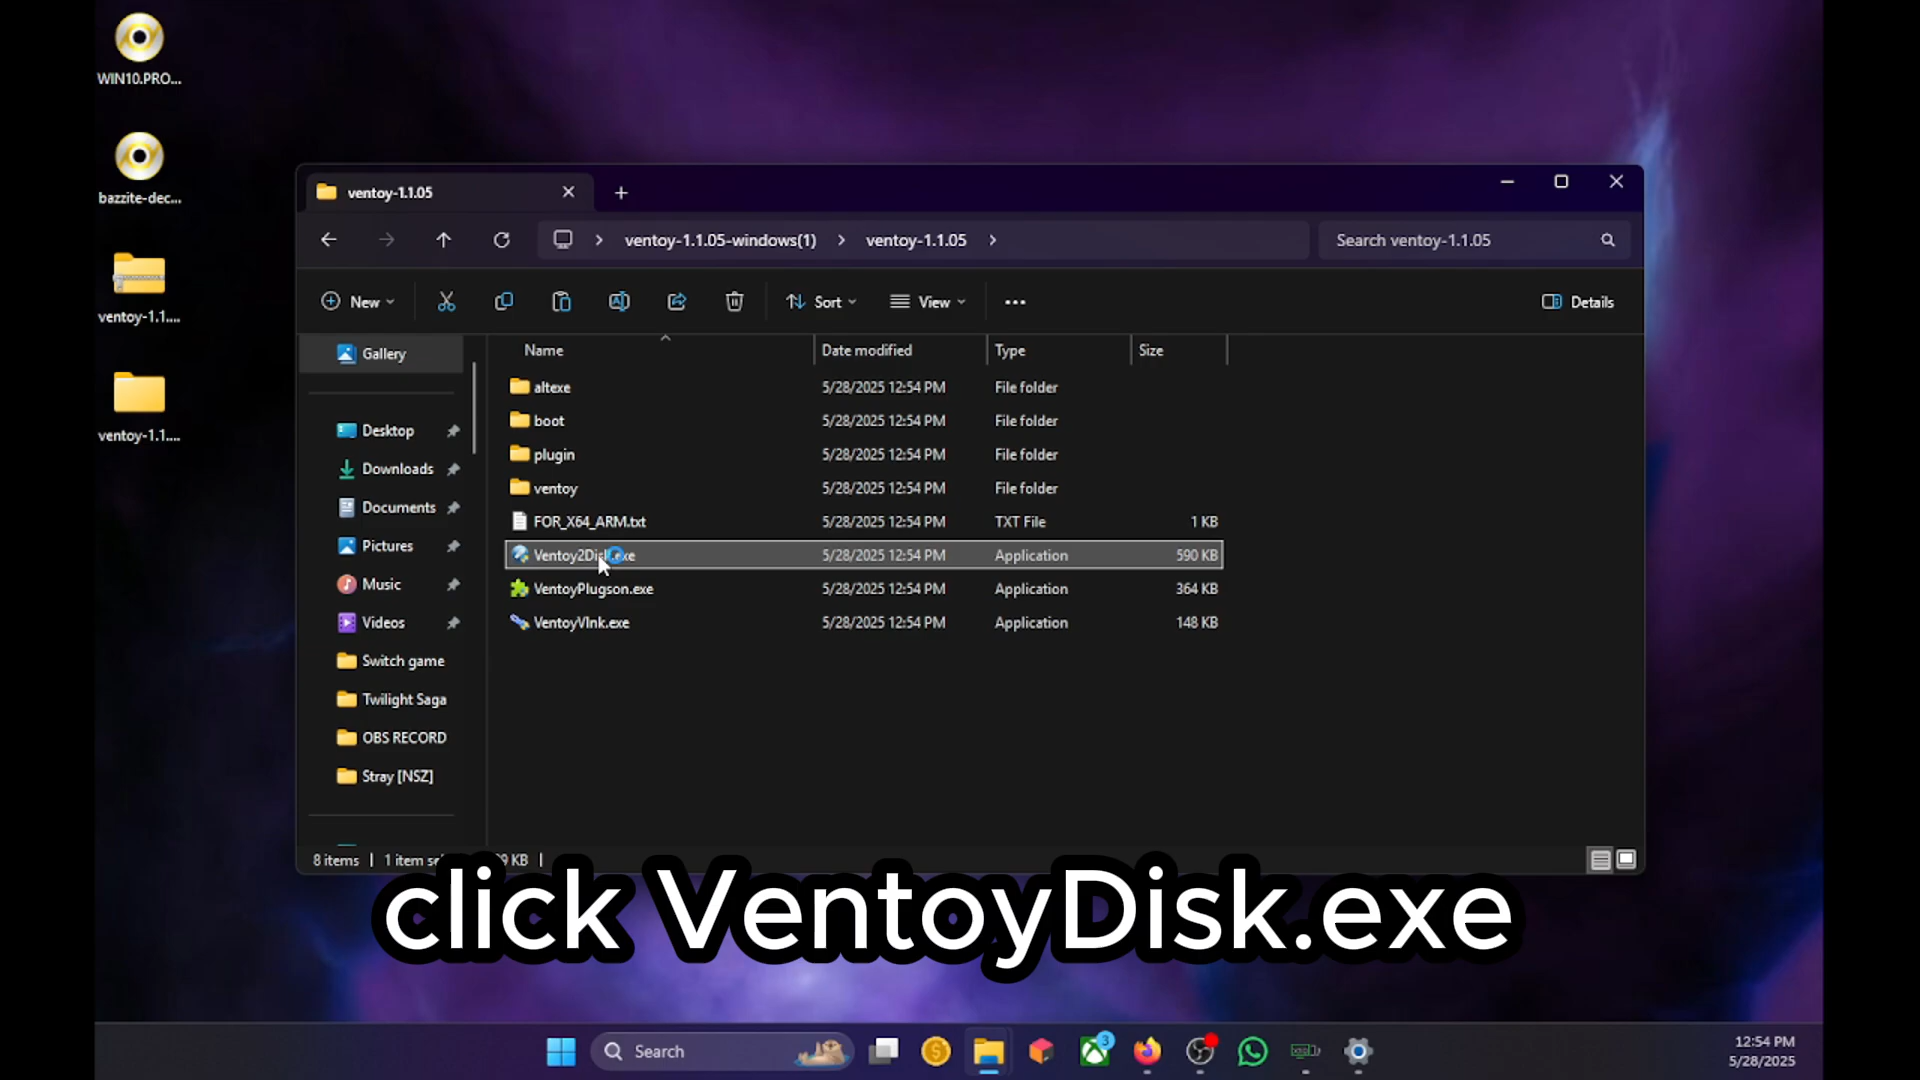 WIN10.PRO...
bazzite-dec...
ventoy-1.1....
ventoy-1.1....
ventoy-1.1.05
ventoy-1.1.05-windows(1)
ventoy-1.1.05
Search ventoy-1.1.05
New
Sort
View
Details
Gallery
Desktop
Downloads
Documents
Pictures
Music
Videos
Switch game
Twilight Saga
OBS RECORD
Stray [NSZ]
Name Date modified Type Size
altexe 5/28/2025 12:54 PM File folder
boot 5/28/2025 12:54 PM File folder
plugin 5/28/2025 12:54 PM File folder
ventoy 5/28/2025 12:54 PM File folder
FOR_X64_ARM.txt 5/28/2025 12:54 PM TXT File 1 KB
Ventoy2Disk.exe 5/28/2025 12:54 PM Application 590 KB
VentoyPlugson.exe 5/28/2025 12:54 PM Application 364 KB
VentoyVlnk.exe 5/28/2025 12:54 PM Application 148 KB
8 items 1 item KB
click VentoyDisk.exe
Search
3
12:54 PM
5/28/2025